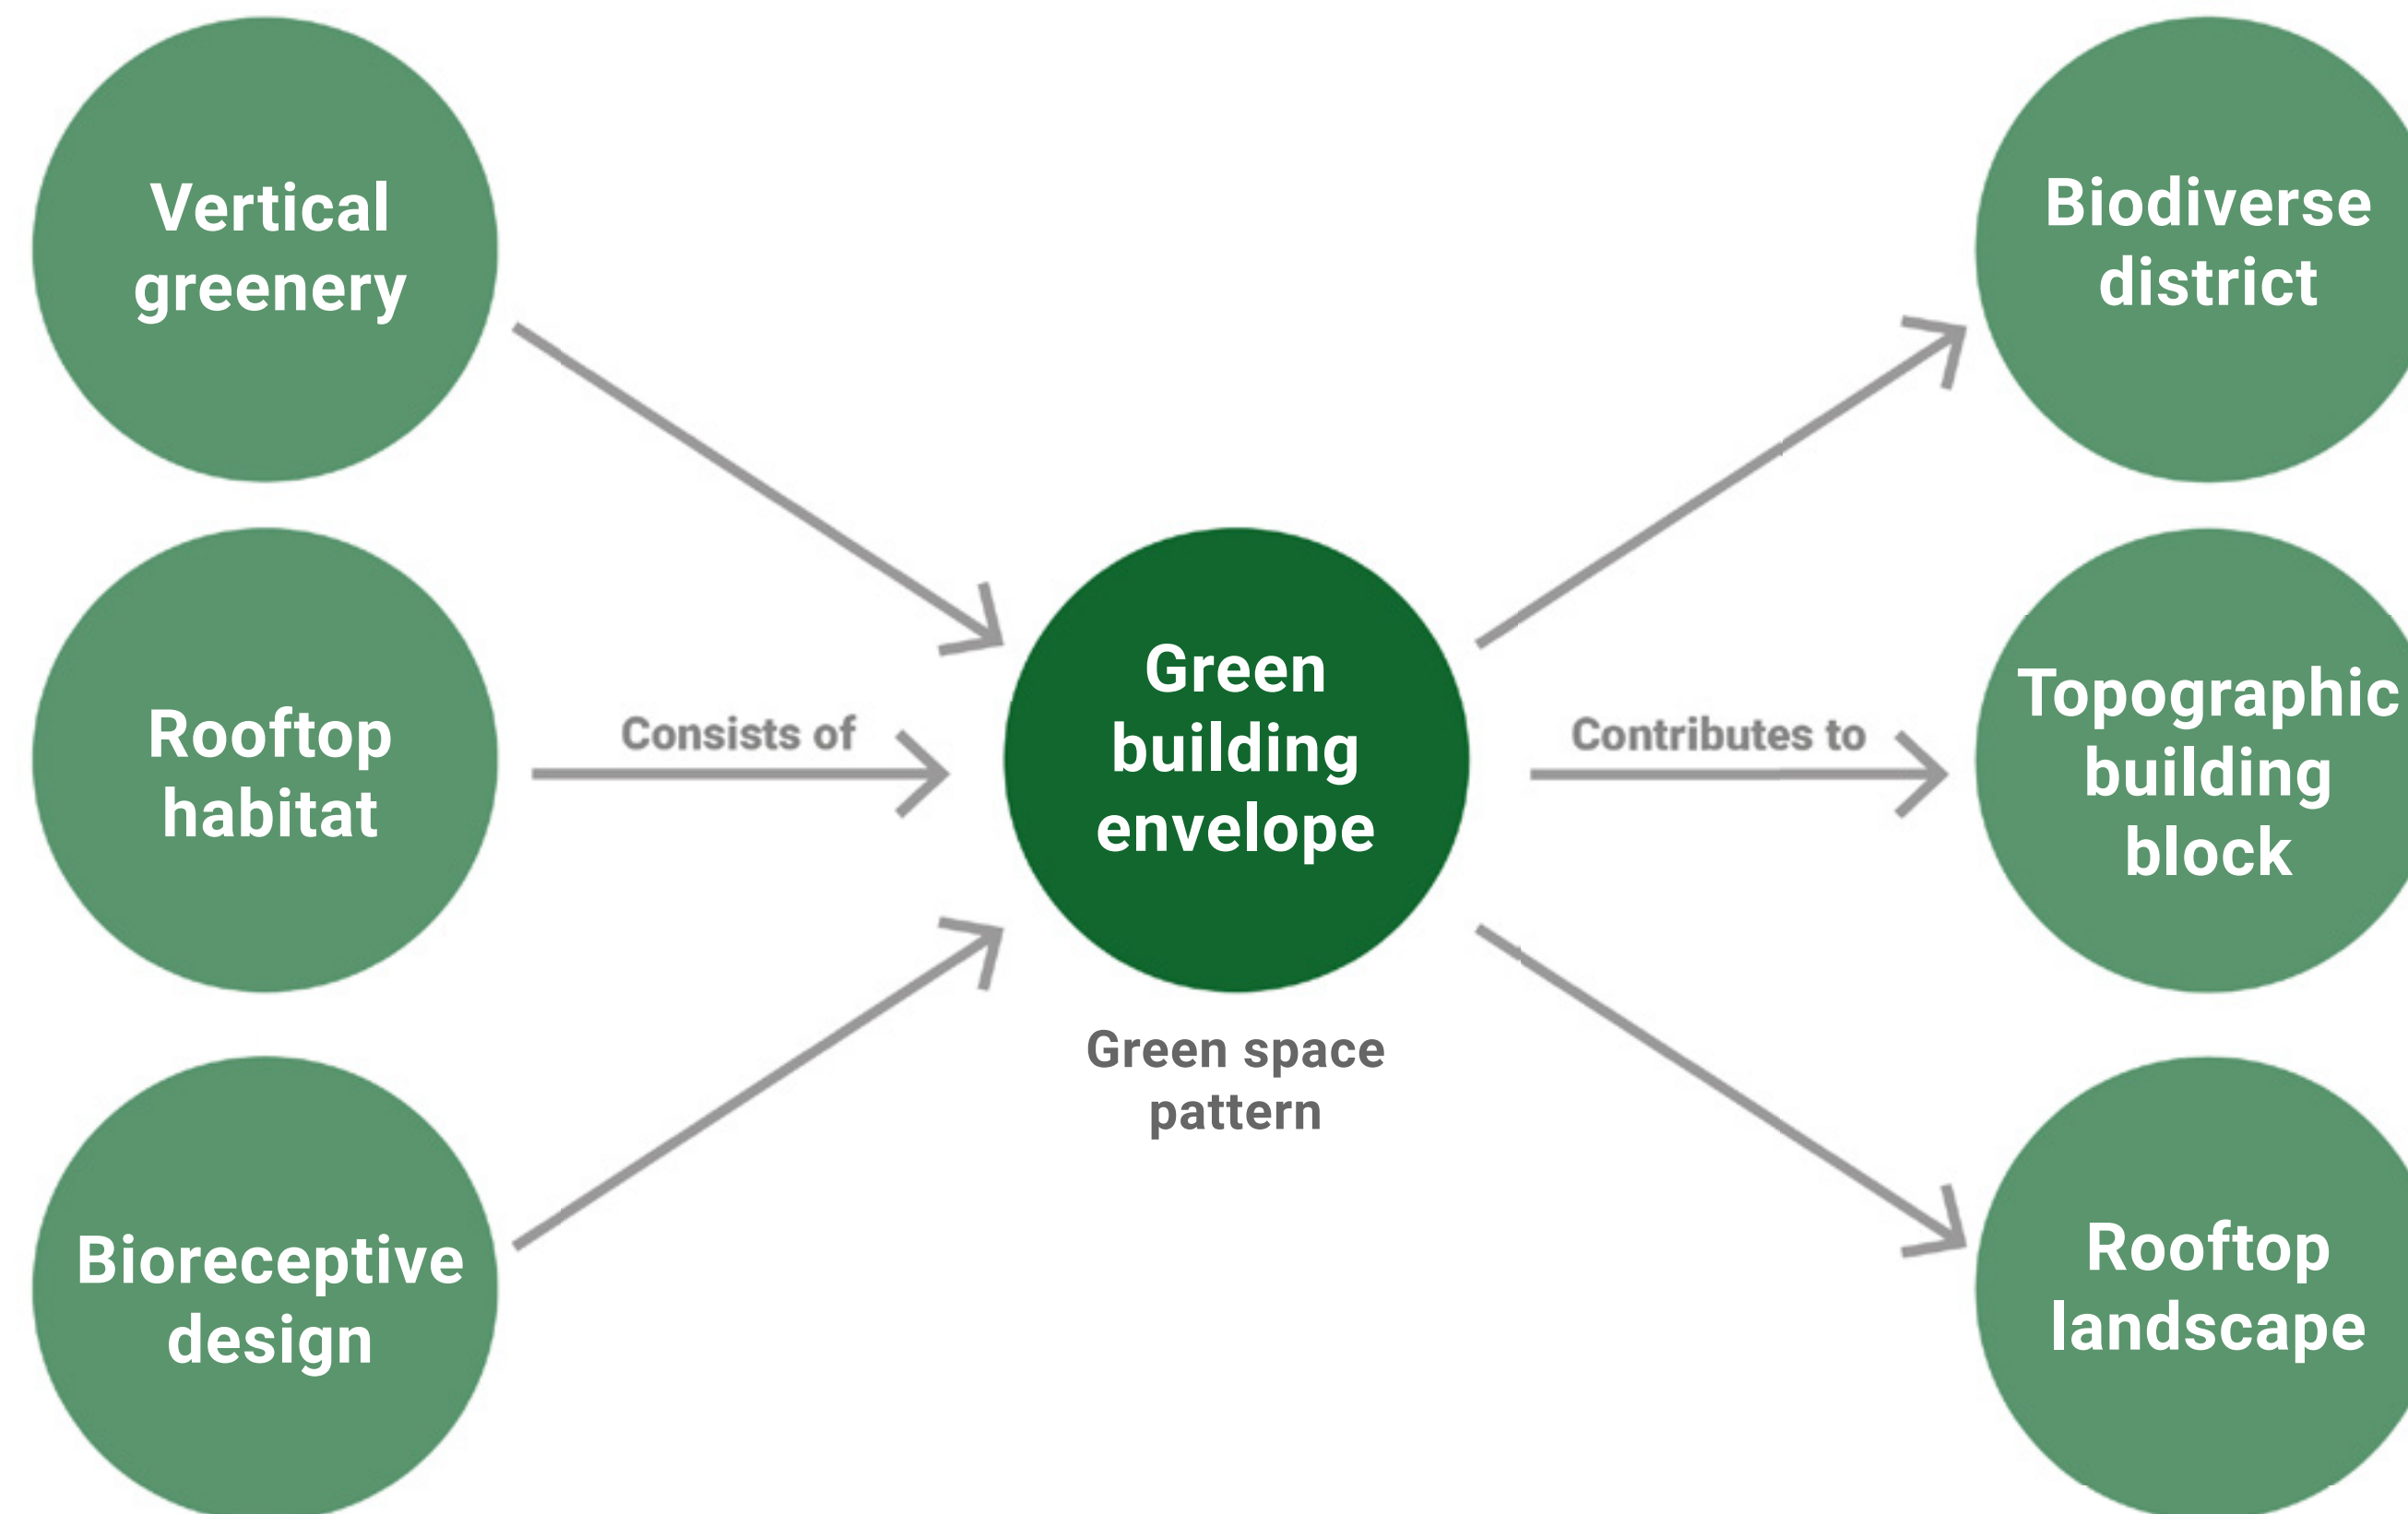 Vertical
greenery
Rooftop
habitat
Bioreceptive
design
Consists of
Green
building
envelope
Green space
pattern
Contributes to
Biodiverse
district
Topographic
building
block
Rooftop
landscape